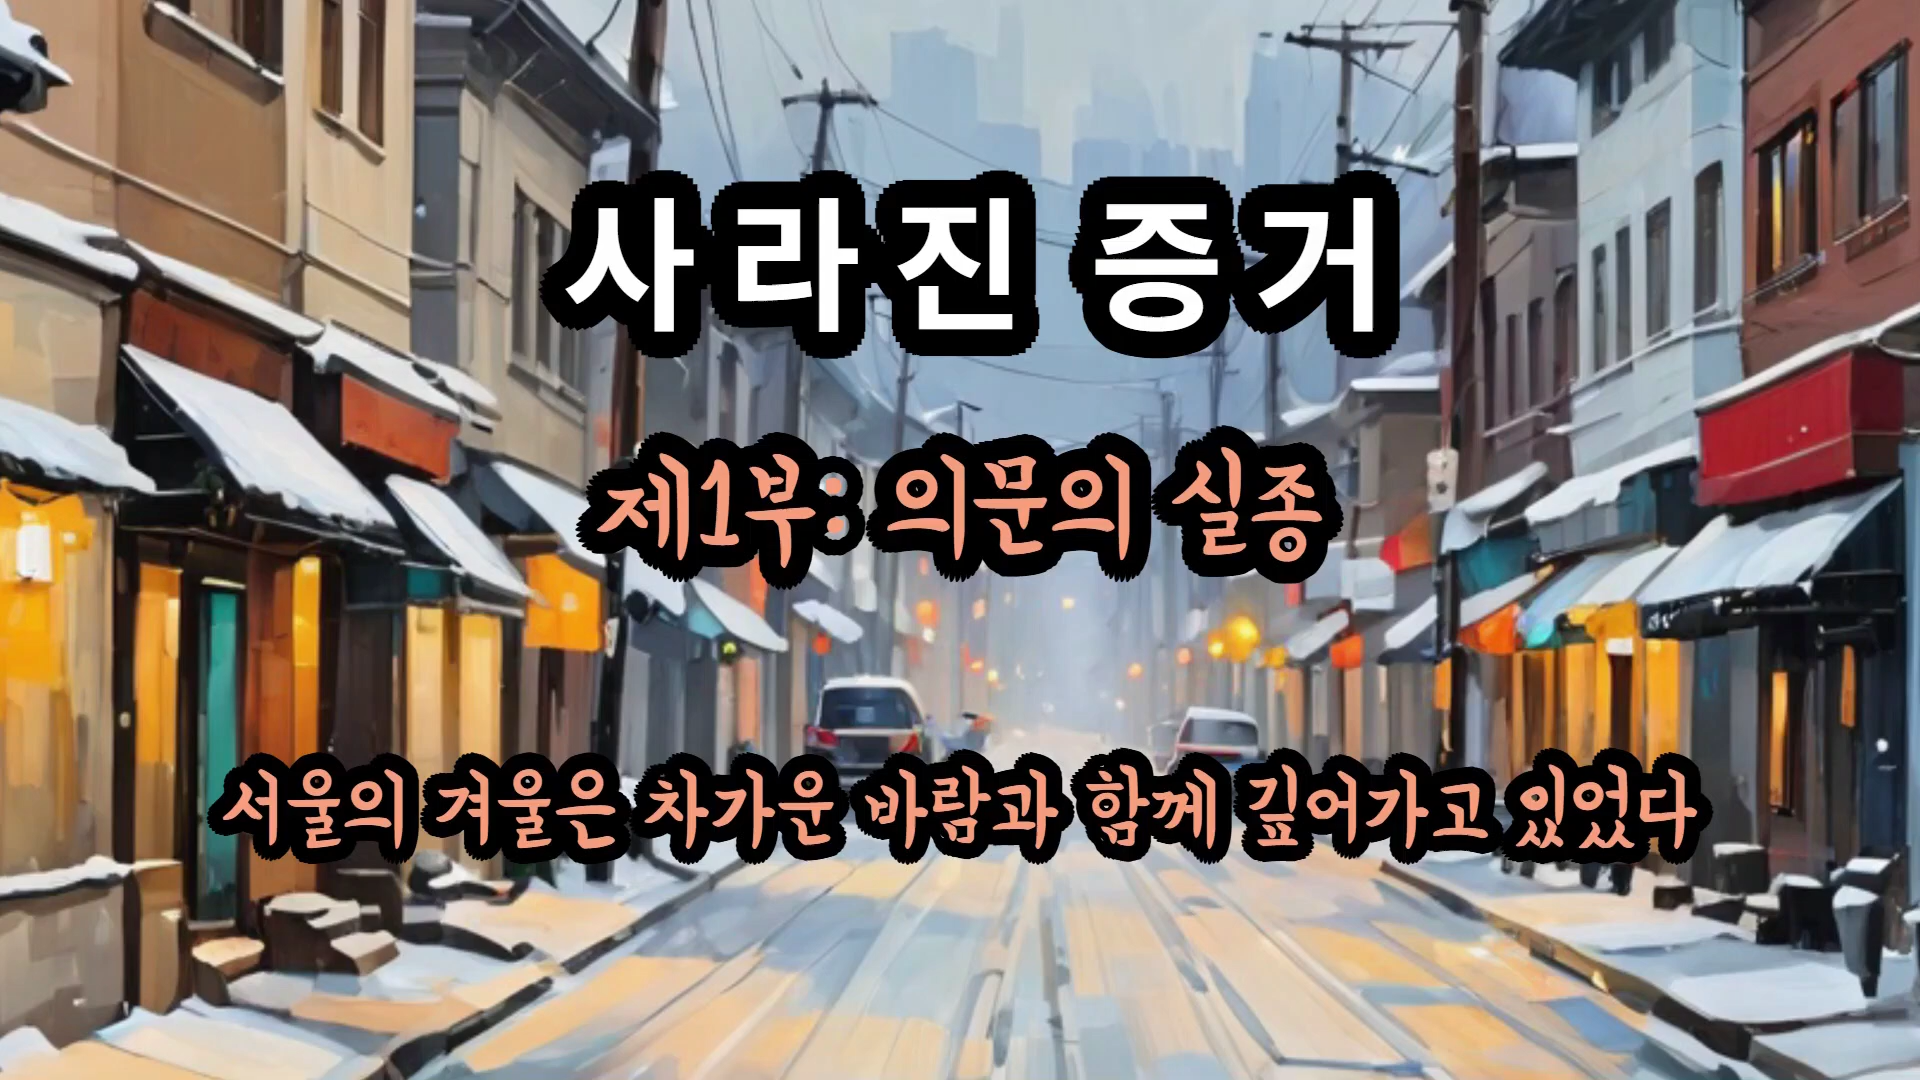 사라진 증거
제1부: 의문의 실종
서울의 겨울은 차가운 바람과 함께 깊어가고 있었다